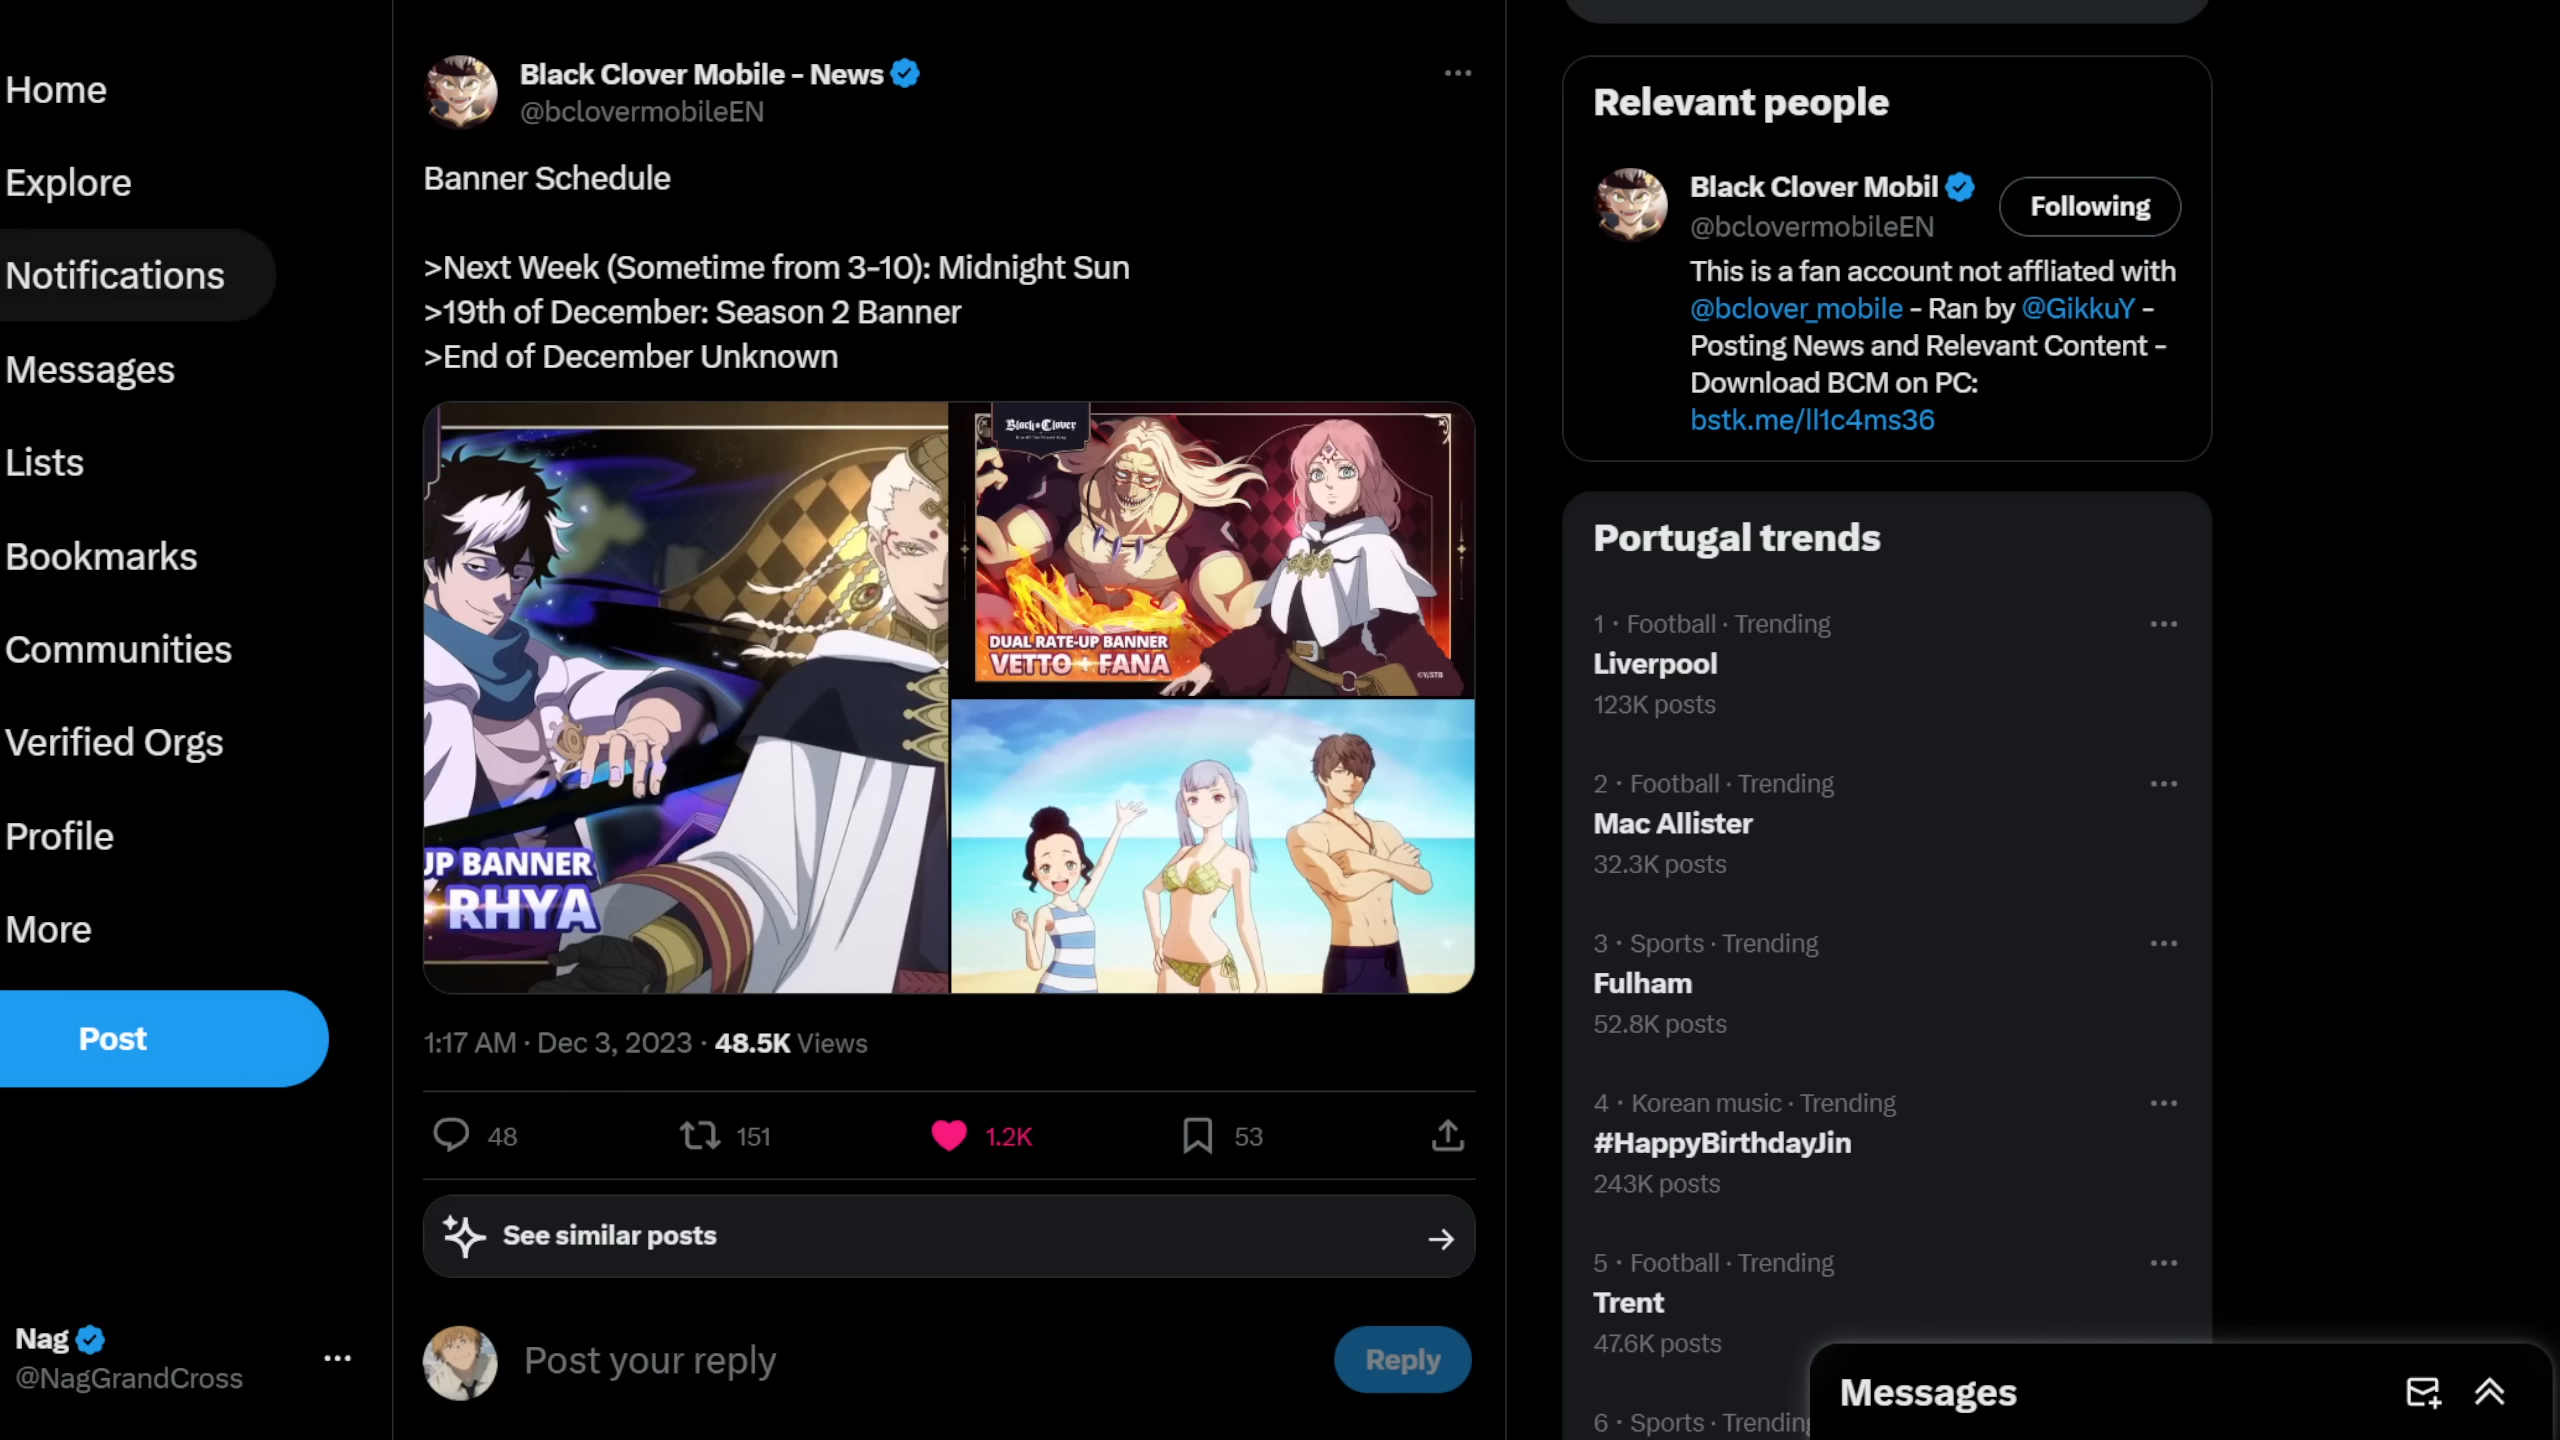 Home
Explore
Notifications
Messages
Lists
Bookmarks
Communities
Verified Orgs
Profile
More
Post
Nag
@NagGrandCross
Black Clover Mobile - News
@bclovermobileEN
Banner Schedule
>Next Week (Sometime from 3-10): Midnight Sun
>19th of December: Season 2 Banner
>End of December Unknown
UP BANNER
RHYA
Black Clover
DUAL RATE-UP BANNER
VETTO + FANA
1:17 AM · Dec 3, 2023 · 48.5K Views
48
151
1.2K
53
See similar posts
Post your reply
Reply
Relevant people
Black Clover Mobil
@bclovermobileEN
Following
This is a fan account not affliated with
@bclover_mobile - Ran by @GikkuY -
Posting News and Relevant Content -
Download BCM on PC:
bstk.me/ll1c4ms36
Portugal trends
1 · Football · Trending
Liverpool
123K posts
2 · Football · Trending
Mac Allister
32.3K posts
3 · Sports · Trending
Fulham
52.8K posts
4 · Korean music · Trending
#HappyBirthdayJin
243K posts
5 · Football · Trending
Trent
47.6K posts
6 · Sports · Trending
Messages